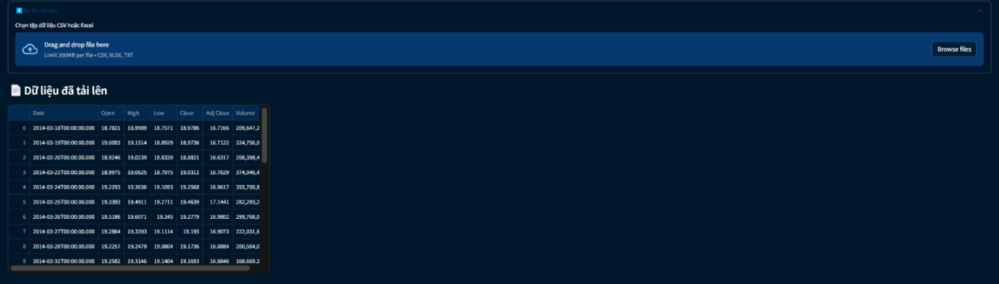 Tải lên dữ liệu
Chọn tệp dữ liệu CSV hoặc Excel
Drag and drop file here
Limit 200MB per file • CSV, XLSX, TXT
Browse files
Dữ liệu đã tải lên
Date Open High Low Close Adj Close Volume
0 2014-03-18T00:00:00.000 18.7821 18.9989 18.7571 18.9786 16.7166 209,647,2
1 2014-03-19T00:00:00.000 19.0093 19.1514 18.8929 18.9736 16.7122 224,756,0
2 2014-03-20T00:00:00.000 18.9246 19.0239 18.8339 18.8821 16.6317 208,398,4
3 2014-03-21T00:00:00.000 18.9975 19.0625 18.7975 19.0311 16.7629 374,046,4
4 2014-03-24T00:00:00.000 19.2293 19.3036 19.1093 19.2568 16.9617 355,700,8
5 2014-03-25T00:00:00.000 19.3393 19.4911 19.2711 19.4639 17.1441 282,293,2
6 2014-03-26T00:00:00.000 19.5186 19.6071 19.245 19.2779 16.9802 299,768,0
7 2014-03-27T00:00:00.000 19.2864 19.3393 19.1114 19.195 16.9073 222,031,6
8 2014-03-28T00:00:00.000 19.2257 19.2479 19.0804 19.1736 16.8884 200,564,0
9 2014-03-31T00:00:00.000 19.2582 19.3146 19.1404 19.1693 16.8846 168,669,2